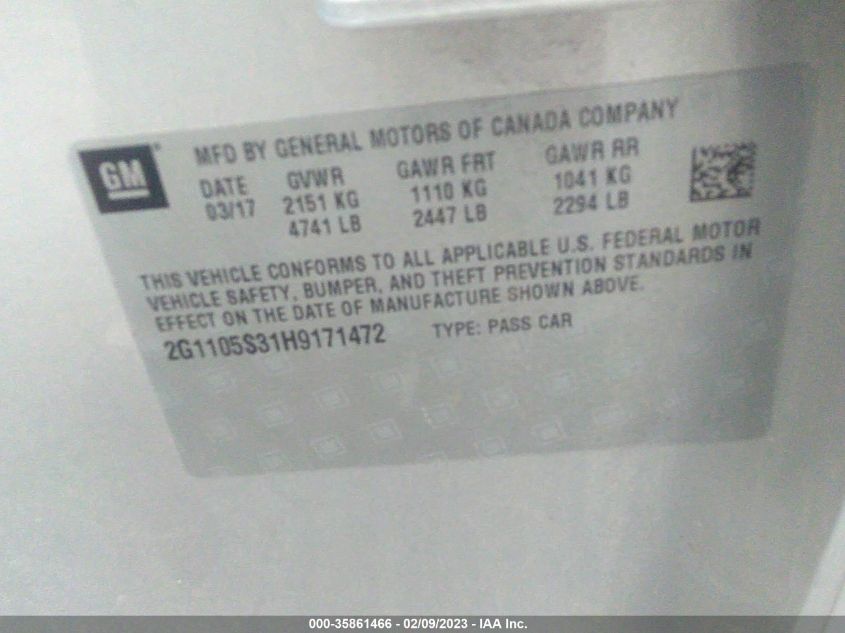 GM®
MFD BY GENERAL MOTORS OF CANADA COMPANY
DATE GVWR GAWR FRT GAWR RR
03/17 2151 KG 1110 KG 1041 KG
4741 LB 2447 LB 2294 LB
THIS VEHICLE CONFORMS TO ALL APPLICABLE U.S. FEDERAL MOTOR
VEHICLE SAFETY, BUMPER, AND THEFT PREVENTION STANDARDS IN
EFFECT ON THE DATE OF MANUFACTURE SHOWN ABOVE.
2G1105S31H9171472 TYPE: PASS CAR
000-35861466 - 02/09/2023 - IAA Inc.